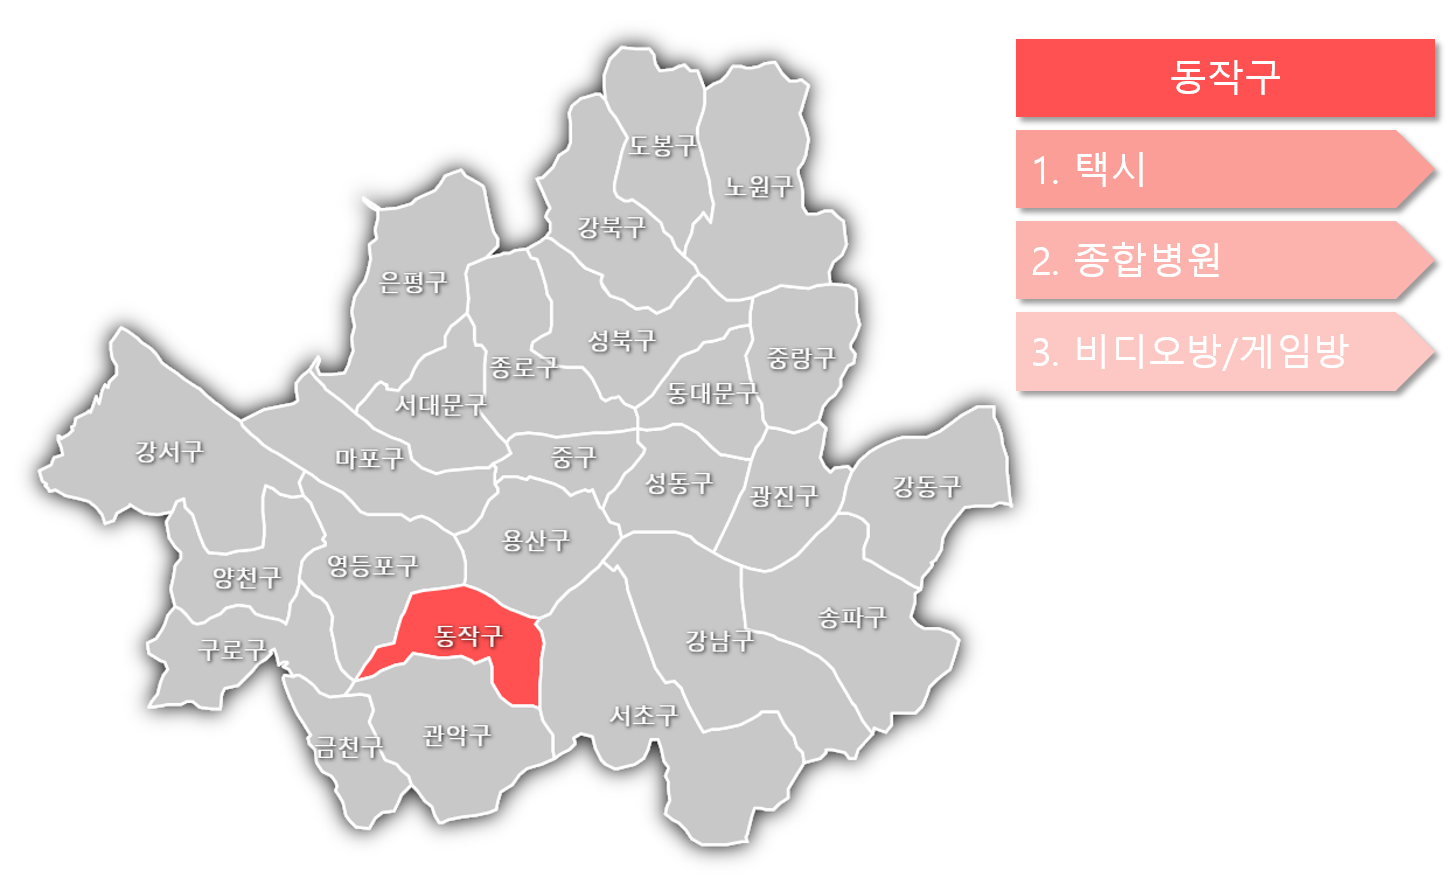 동작구
1. 택시
2. 종합병원
3. 비디오방/게임방
도봉구
노원구
강북구
은평구
성북구
중랑구
종로구
동대문구
서대문구
강서구
마포구
중구
성동구
광진구
강동구
용산구
영등포구
양천구
송파구
동작구
강남구
구로구
서초구
관악구
금천구